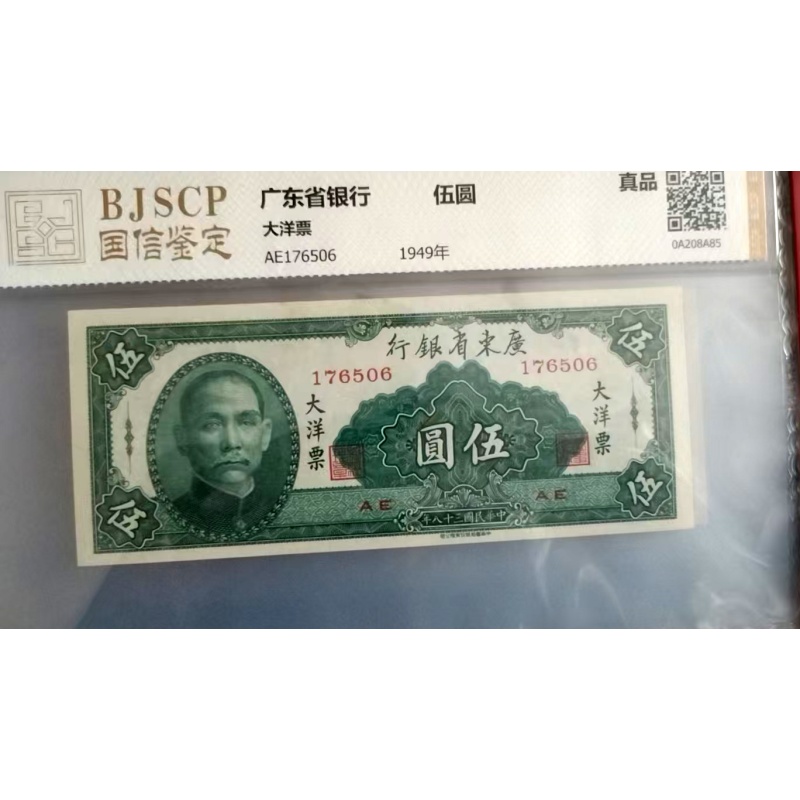 BJSCP
国信鉴定
广东省银行 伍圆
大洋票
AE176506 1949年
真品
0A208A85
行銀省東廣
176506 176506
伍 伍
大洋票 大洋票
圓伍
AE AE
伍 伍
年八十二國民華中